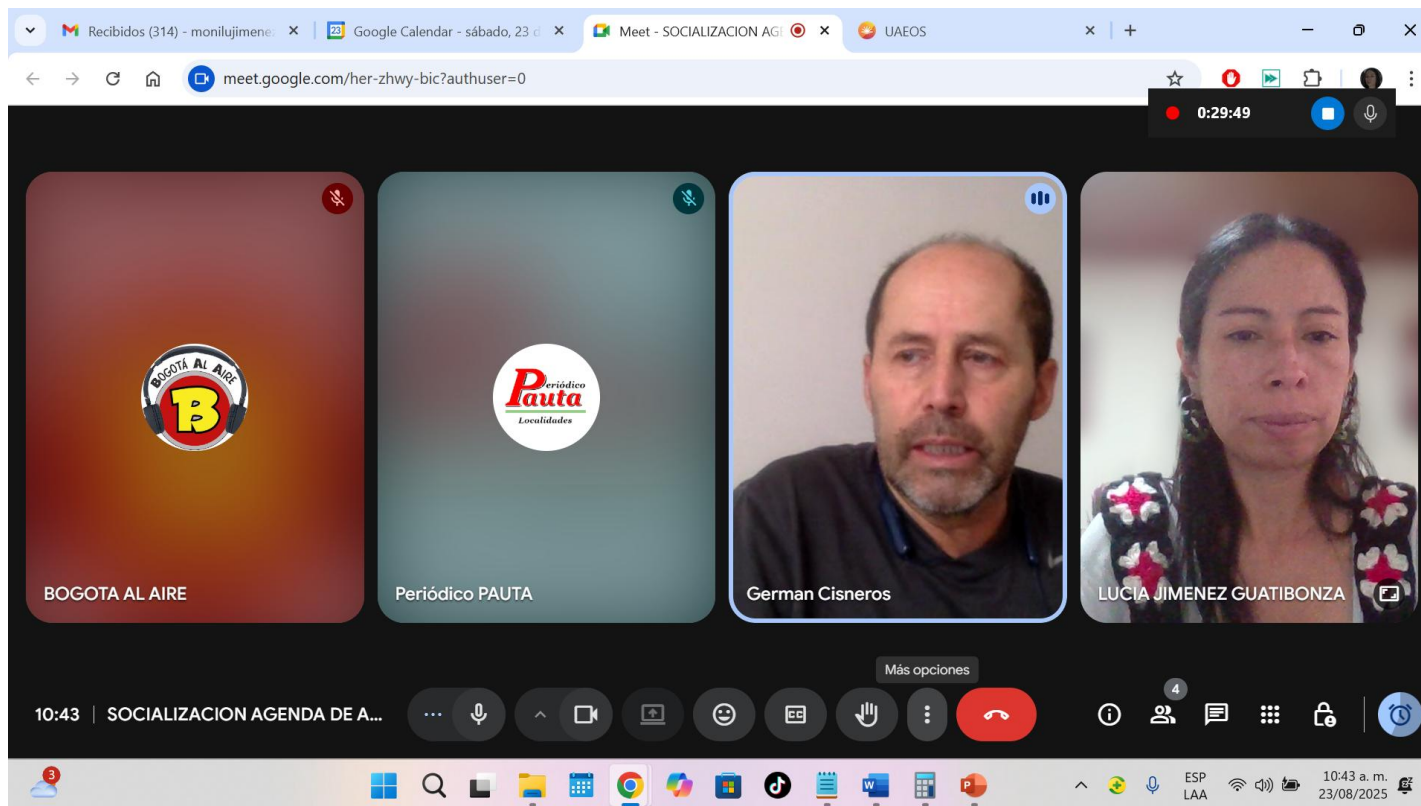 Recibidos (314) - monilujimene
Google Calendar - sábado, 23 d
Meet - SOCIALIZACION AGE
UAEOS
meet.google.com/her-zhwy-bic?authuser=0
0:29:49
BOGOTÁ AL AIRE
B
Periódico
Pauta
Localidades
BOGOTA AL AIRE
Periódico PAUTA
German Cisneros
LUCIA JIMENEZ GUATIBONZA
Más opciones
10:43 | SOCIALIZACION AGENDA DE A...
CC
4
3
ESP
LAA
10:43 a. m.
23/08/2025